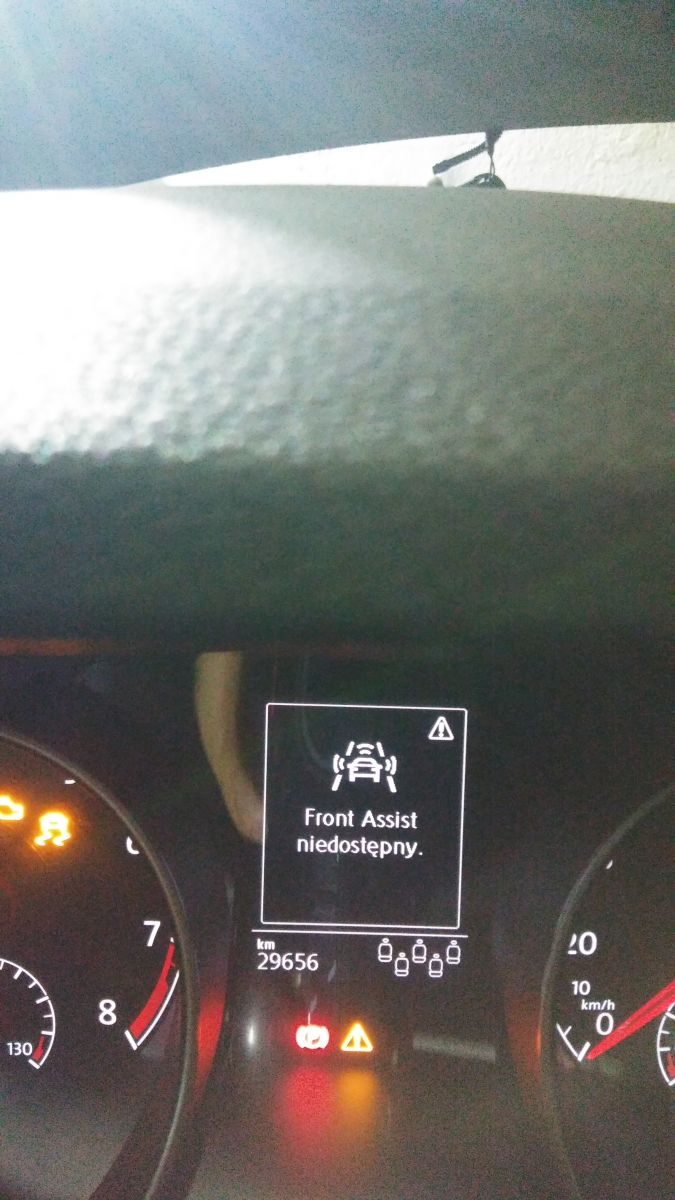 Front Assist
niedostępny.
km
29656
7
8
130
20
10
km/h
0